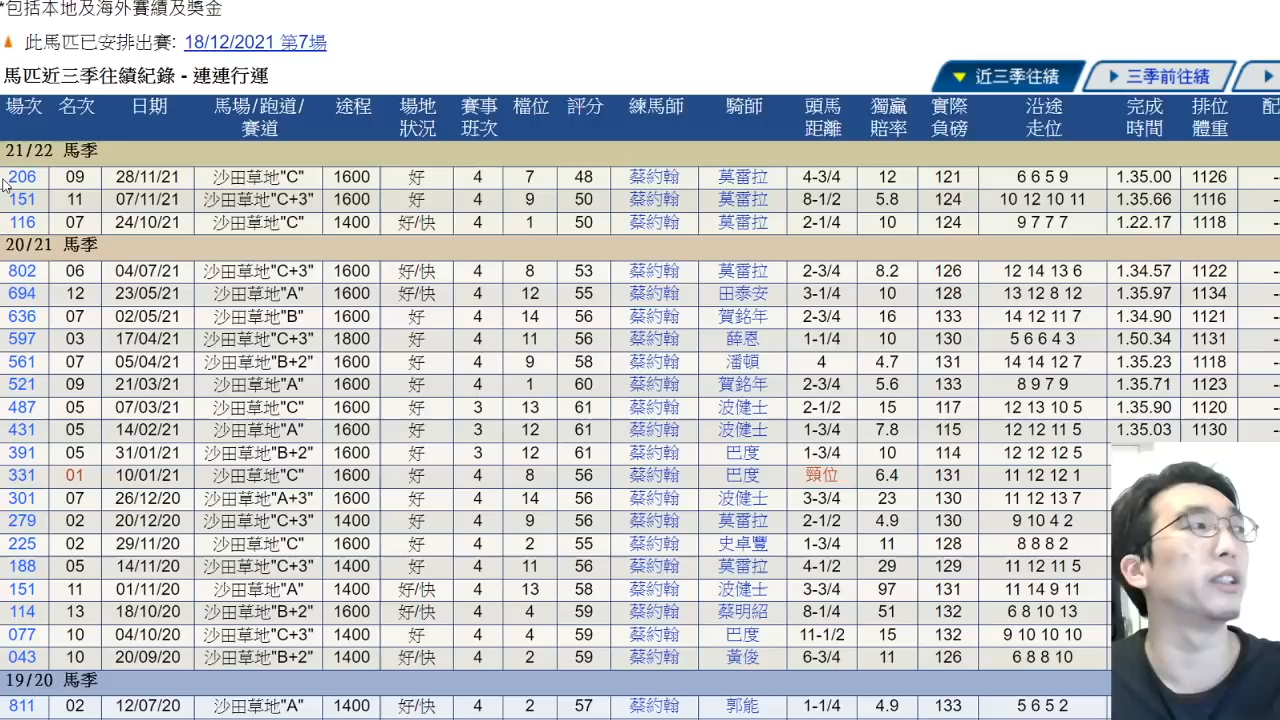 *包括本地及海外賽績及獎金
此馬匹已安排出賽: 18/12/2021 第7場
馬匹近三季往績紀錄 - 連連行運
近三季往績 三季前往績
場次 名次 日期 馬場/跑道/賽道 途程 場地狀況 賽事班次 檔位 評分 練馬師 騎師 頭馬距離 獨贏賠率 實際負磅 沿途走位 完成時間 排位體重 配
21/22 馬季
206 09 28/11/21 沙田草地"C" 1600 好 4 7 48 蔡約翰 莫雷拉 4-3/4 12 121 6 6 5 9 1.35.00 1126 --
151 11 07/11/21 沙田草地"C+3" 1600 好 4 9 50 蔡約翰 莫雷拉 8-1/2 5.8 124 10 12 10 11 1.35.66 1116 --
116 07 24/10/21 沙田草地"C" 1400 好/快 4 1 50 蔡約翰 莫雷拉 4-1/2 10 124 9 7 7 7 1.22.17 1118 --
20/21 馬季
802 06 04/07/21 沙田草地"C+3" 1600 好/快 4 8 53 蔡約翰 莫雷拉 2-3/4 8.2 126 12 14 13 6 1.34.57 1122 --
694 12 23/05/21 沙田草地"A" 1600 好/快 4 12 55 蔡約翰 田泰安 3-1/4 10 128 13 12 8 12 1.35.97 1134 --
636 07 02/05/21 沙田草地"B" 1600 好 4 14 56 蔡約翰 賀銘年 2-3/4 16 133 14 12 11 7 1.34.90 1121 --
597 03 17/04/21 沙田草地"C+3" 1800 好 4 11 56 蔡約翰 薛恩 1-1/4 10 130 5 6 6 4 3 1.50.34 1131 --
561 07 05/04/21 沙田草地"B+2" 1600 好 4 9 58 蔡約翰 潘頓 4 4.7 131 14 14 12 7 1.35.23 1118 --
521 09 21/03/21 沙田草地"A" 1600 好 4 1 60 蔡約翰 賀銘年 2-3/4 5.6 133 8 9 7 9 1.35.71 1123 --
487 05 07/03/21 沙田草地"C" 1600 好 3 13 61 蔡約翰 波健士 2-1/2 15 117 12 13 10 5 1.35.90 1120 --
431 05 14/02/21 沙田草地"A" 1600 好 3 12 61 蔡約翰 波健士 1-3/4 7.8 115 12 12 11 5 1.35.03 1130 --
391 05 31/01/21 沙田草地"B+2" 1600 好 3 12 61 蔡約翰 巴度 1-3/4 10 114 12 12 12 5
331 01 10/01/21 沙田草地"C" 1600 好 4 8 56 蔡約翰 巴度 頸位 6.4 131 11 12 12 1
301 07 26/12/20 沙田草地"A+3" 1600 好 4 14 56 蔡約翰 波健士 3-3/4 23 130 11 12 13 7
279 02 20/12/20 沙田草地"C+3" 1400 好 4 9 56 蔡約翰 莫雷拉 2-1/2 4.9 130 9 10 4 2
225 02 29/11/20 沙田草地"C" 1600 好 4 2 55 蔡約翰 史卓豐 1-3/4 11 128 8 8 8 2
188 05 14/11/20 沙田草地"C+3" 1400 好 4 11 56 蔡約翰 莫雷拉 4-1/2 29 129 11 12 11 5
151 11 01/11/20 沙田草地"A" 1400 好/快 4 13 58 蔡約翰 波健士 3-3/4 97 131 11 14 9 11
114 13 18/10/20 沙田草地"B+2" 1600 好/快 4 4 59 蔡約翰 蔡明紹 8-1/4 51 132 6 8 10 13
077 10 04/10/20 沙田草地"C+3" 1400 好 4 4 59 蔡約翰 巴度 11-1/2 15 132 9 10 10 10
043 10 20/09/20 沙田草地"B+2" 1400 好/快 4 2 59 蔡約翰 黃俊 6-3/4 11 126 6 8 8 10
19/20 馬季
811 02 12/07/20 沙田草地"A" 1400 好/快 4 2 57 蔡約翰 郭能 1-1/4 4.9 133 5 6 5 2